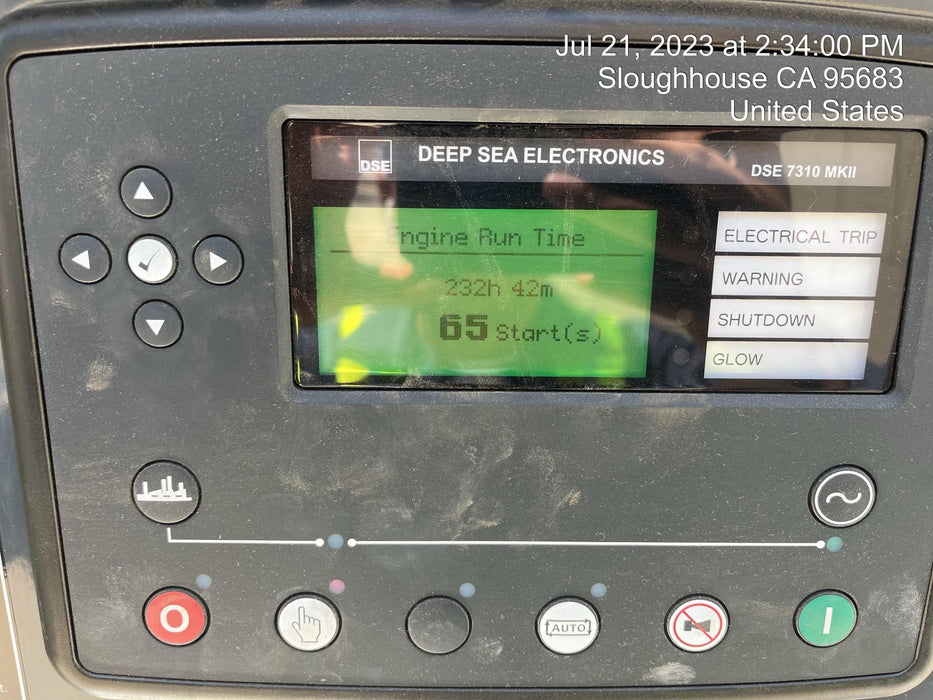 Jul 21, 2023 at 2:34:00 PM
Sloughhouse CA 95683
United States
DSE
DEEP SEA ELECTRONICS
DSE 7310 MKII
Engine Run Time
232h 42m
65 Start(s)
ELECTRICAL TRIP
WARNING
SHUTDOWN
GLOW
O
AUTO
I
t.